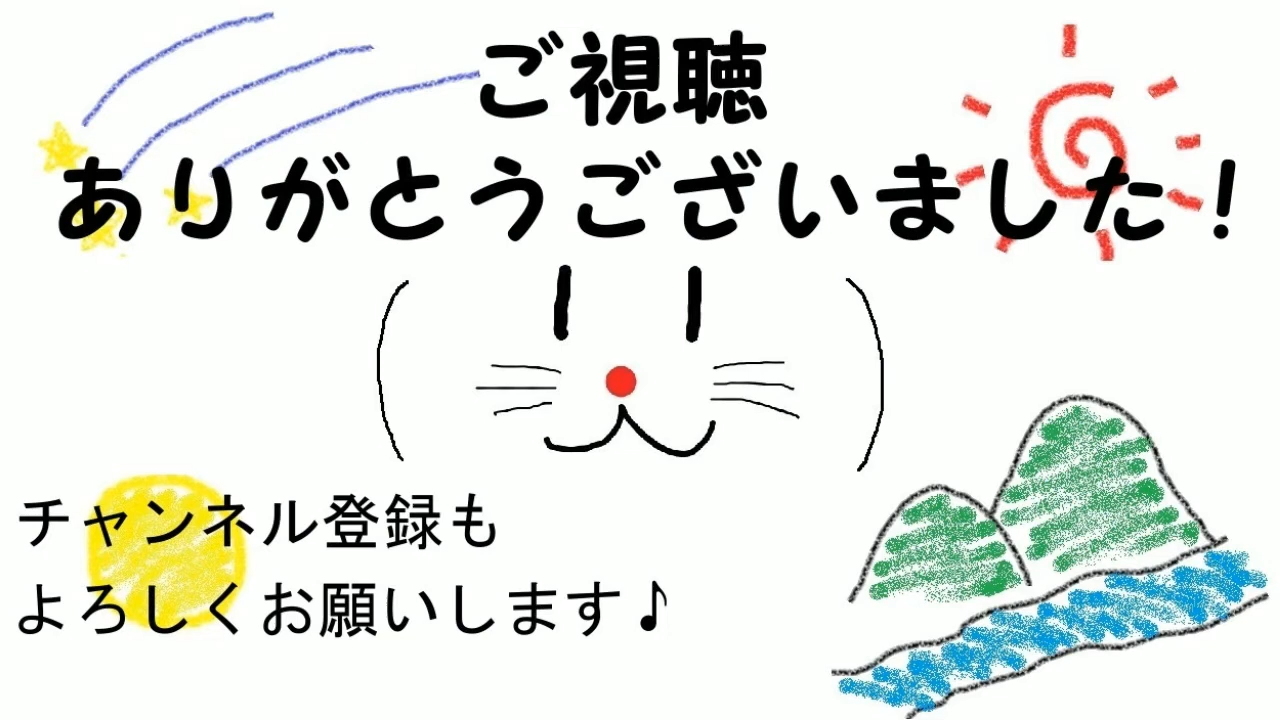 ご視聴
ありがとうございました!
チャンネル登録も
よろしくお願いします♪